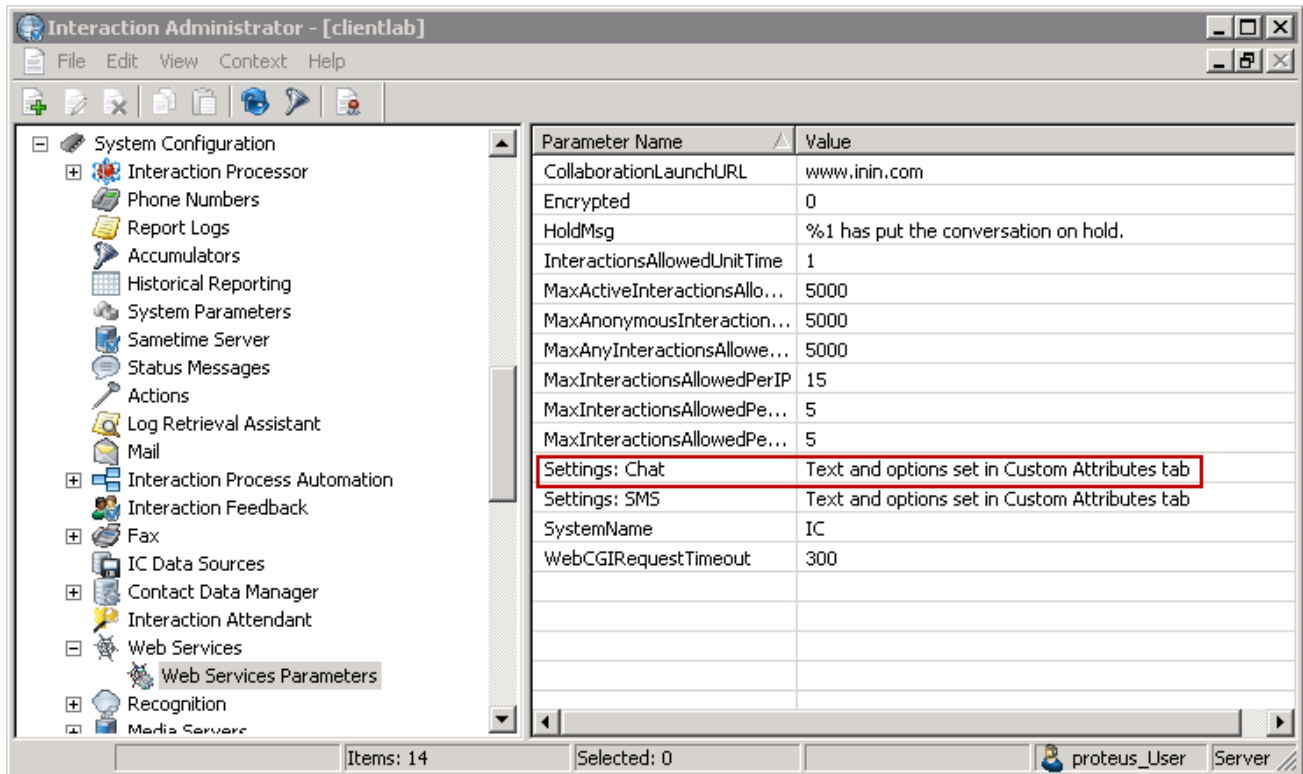 Interaction Administrator - [clientlab]
File Edit View Context Help
System Configuration
Interaction Processor
Phone Numbers
Report Logs
Accumulators
Historical Reporting
System Parameters
Sametime Server
Status Messages
Actions
Log Retrieval Assistant
Mail
Interaction Process Automation
Interaction Feedback
Fax
IC Data Sources
Contact Data Manager
Interaction Attendant
Web Services
Web Services Parameters
Recognition
Media Servers
Parameter Name Value
CollaborationLaunchURL www.inin.com
Encrypted 0
HoldMsg %1 has put the conversation on hold.
InteractionsAllowedUnitTime 1
MaxActiveInteractionsAllo... 5000
MaxAnonymousInteraction... 5000
MaxAnyInteractionsAllowe... 5000
MaxInteractionsAllowedPerIP 15
MaxInteractionsAllowedPe... 5
MaxInteractionsAllowedPe... 5
Settings: Chat Text and options set in Custom Attributes tab
Settings: SMS Text and options set in Custom Attributes tab
SystemName IC
WebCGIRequestTimeout 300
Items: 14 Selected: 0 proteus_User Server